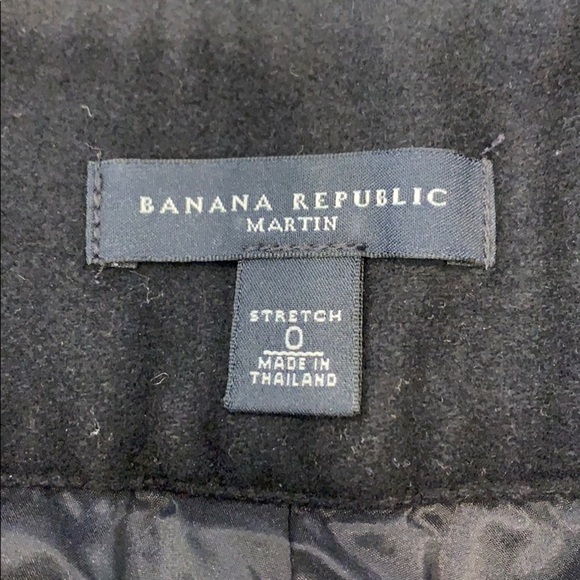 BANANA REPUBLIC
MARTIN
STRETCH
0
MADE IN
THAILAND